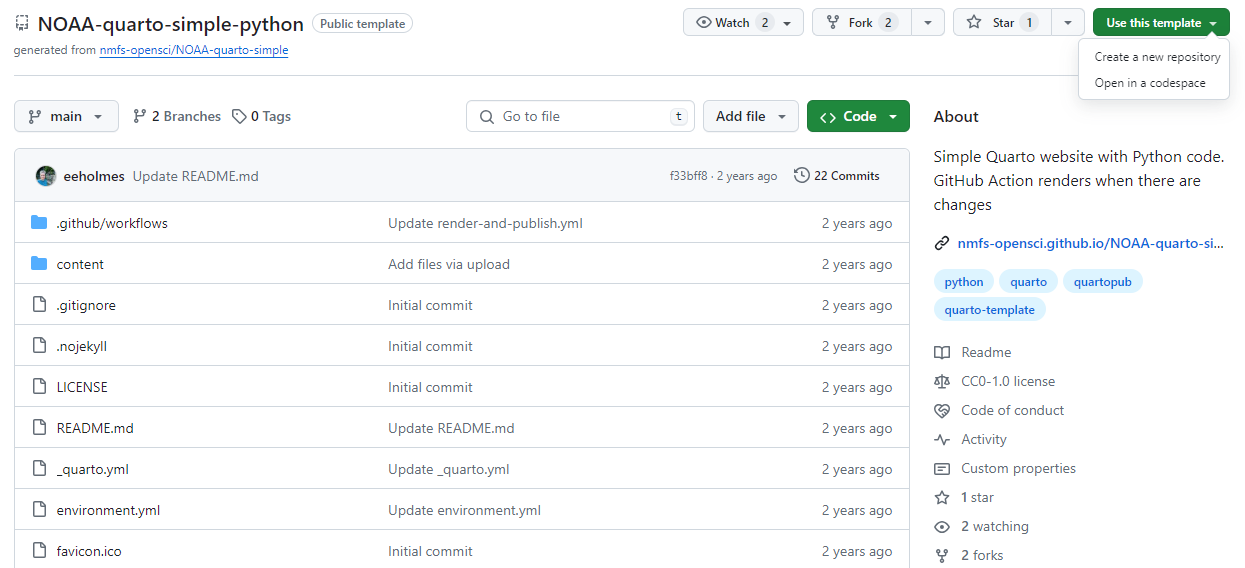 NOAA-quarto-simple-python Public template Watch 2 Fork 2 Star 1 Use this template
generated from nmfs-opensci/NOAA-quarto-simple
Create a new repository
Open in a codespace
main 2 Branches 0 Tags Go to file t Add file <> Code
eeholmes Update README.md f33bff8 · 2 years ago 22 Commits
.github/workflows Update render-and-publish.yml 2 years ago
content Add files via upload 2 years ago
.gitignore Initial commit 2 years ago
.nojekyll Initial commit 2 years ago
LICENSE Initial commit 2 years ago
README.md Update README.md 2 years ago
_quarto.yml Update _quarto.yml 2 years ago
environment.yml Update environment.yml 2 years ago
favicon.ico Initial commit 2 years ago
About
Simple Quarto website with Python code.
GitHub Action renders when there are
changes
nmfs-opensci.github.io/NOAA-quarto-si...
python quarto quartopub
quarto-template
Readme
CC0-1.0 license
Code of conduct
Activity
Custom properties
1 star
2 watching
2 forks